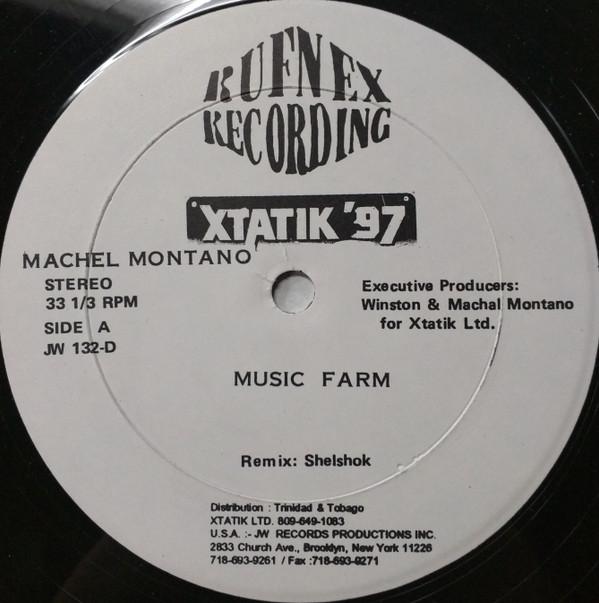 RUFNEX
RECORDING
XTATIK '97
MACHEL MONTANO
STEREO
33 1/3 RPM
SIDE A
JW 132-D
Executive Producers:
Winston & Machal Montano
for Xtatik Ltd.
MUSIC FARM
Remix: Shelshok
Distribution : Trinidad & Tobago
XTATIK LTD. 809-649-1083
U.S.A. :- JW RECORDS PRODUCTIONS INC.
2833 Church Ave., Brooklyn, New York 11226
718-693-9261 / Fax :718-693-9271